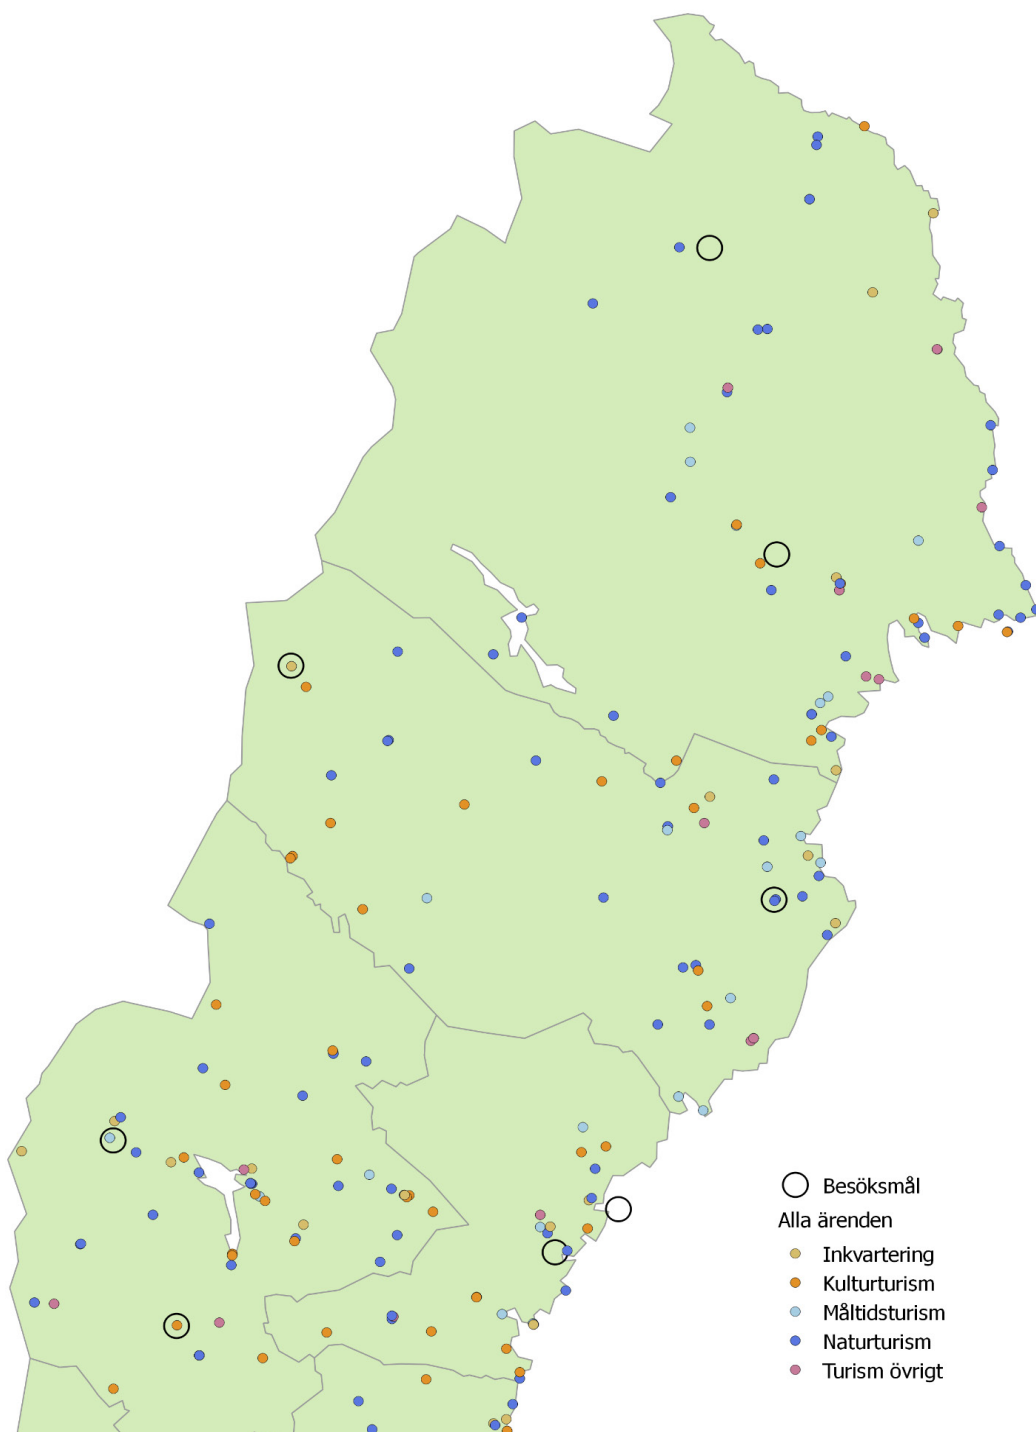 Besöksmål
Alla ärenden
Inkvartering
Kulturturism
Måltidsturism
Naturturism
Turism övrigt